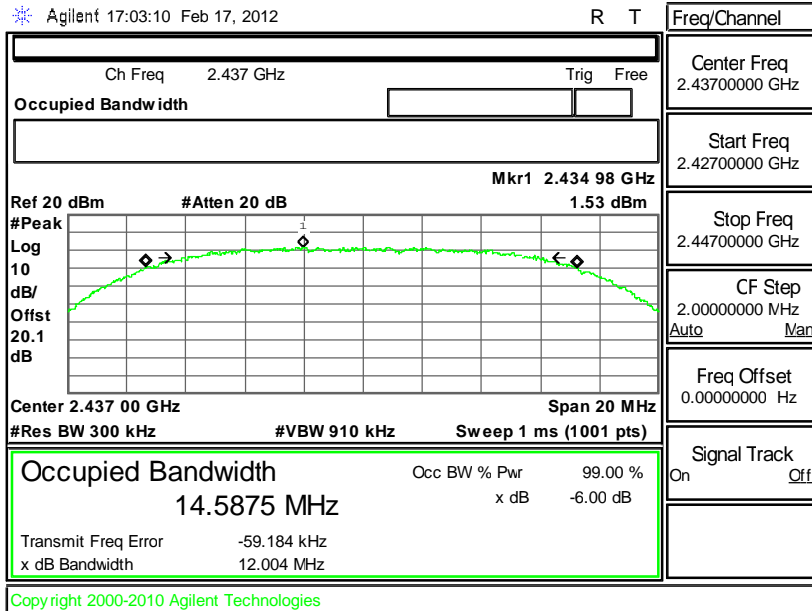 Agilent 17:03:10 Feb 17, 2012 R T
Freq/Channel
Ch Freq 2.437 GHz Trig Free
Occupied Bandwidth
Center Freq
2.43700000 GHz
Start Freq
2.42700000 GHz
Mkr1 2.434 98 GHz
Ref 20 dBm #Atten 20 dB 1.53 dBm
Stop Freq
2.44700000 GHz
#Peak
Log
10
dB/
Offst
20.1
dB
1
CF Step
2.00000000 MHz
Auto Man
Freq Offset
0.00000000 Hz
Center 2.437 00 GHz Span 20 MHz
#Res BW 300 kHz #VBW 910 kHz Sweep 1 ms (1001 pts)
Signal Track
On Off
Occupied Bandwidth Occ BW % Pwr 99.00 %
14.5875 MHz x dB -6.00 dB
Transmit Freq Error -59.184 kHz
x dB Bandwidth 12.004 MHz
Copyright 2000-2010 Agilent Technologies